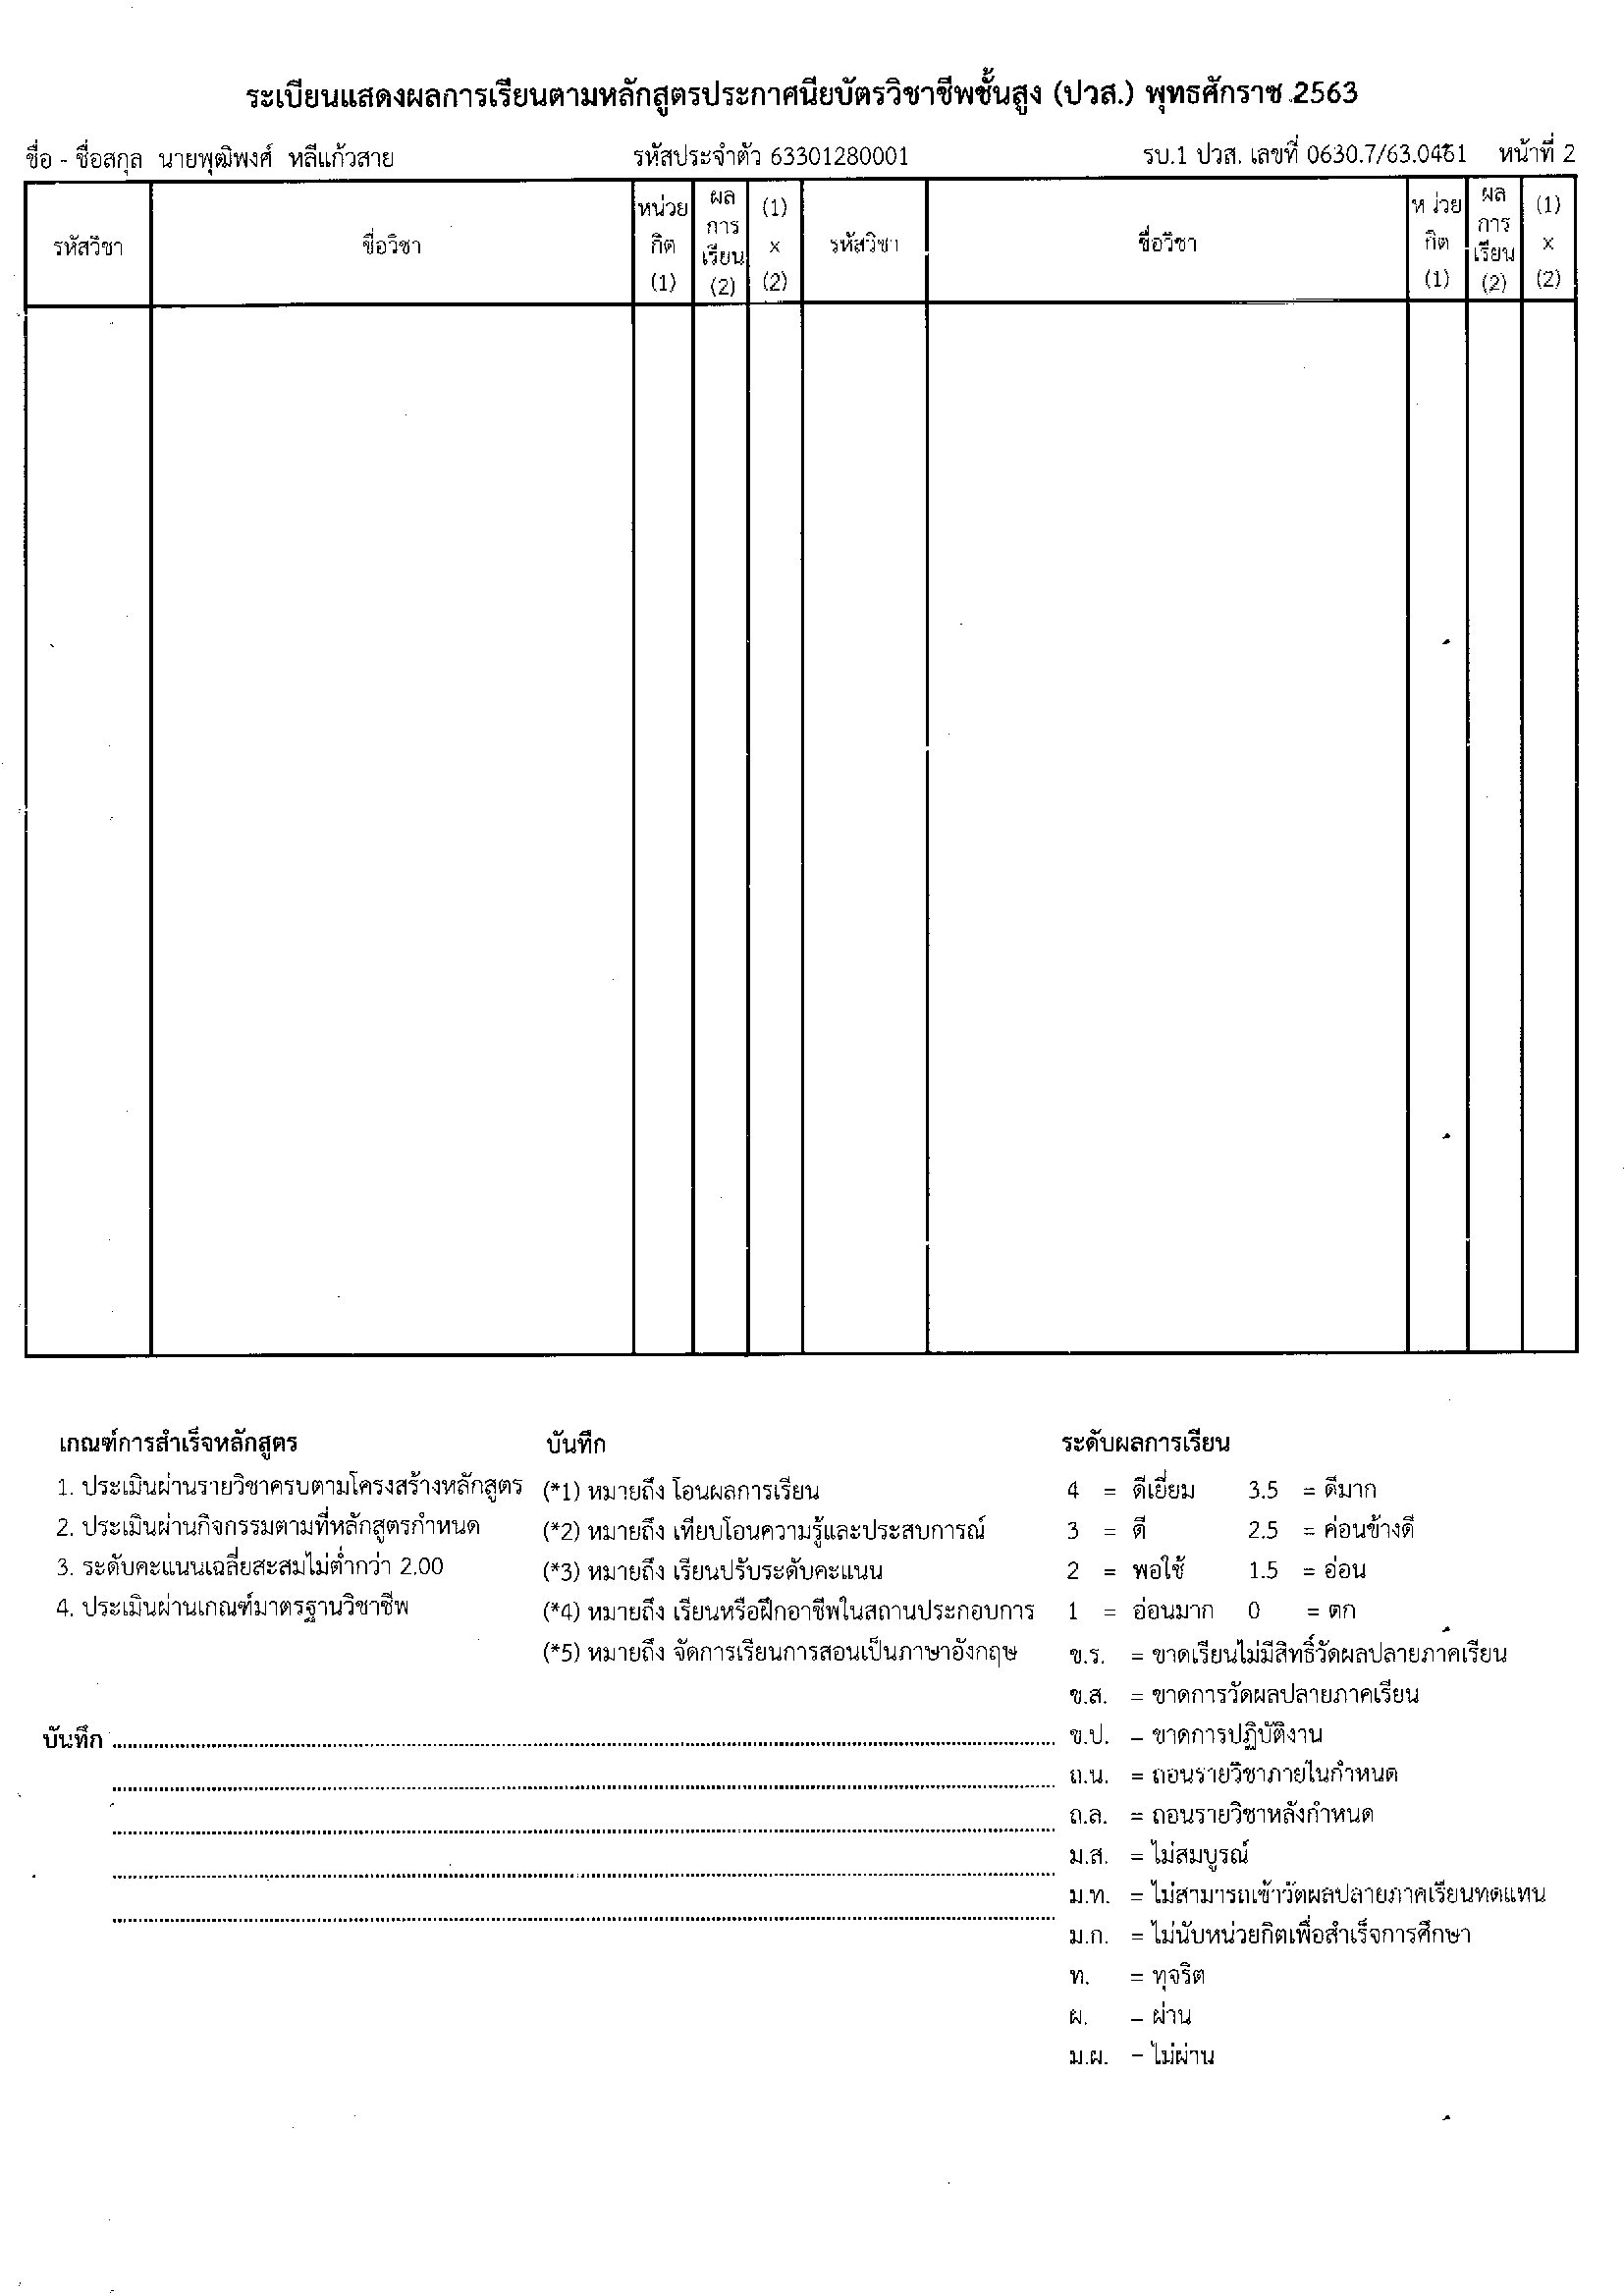 ระเบียนแสดงผลการเรียนตามหลักสูตรประกาศนียบัตรวิชาชีพชั้นสูง (ปวส.) พุทธศักราช 2563
ชื่อ - ชื่อสกุล นายพุฒิพงศ์ หลีแก้วสาย รหัสประจำตัว 63301280001 รบ.1 ปวส. เลขที่ 0630.7/63.0461 หน้าที่ 2
รหัสวิชา ชื่อวิชา หน่วยกิต (1) ผลการเรียน (2) (1) x (2) รหัสวิชา ชื่อวิชา หน่วยกิต (1) ผลการเรียน (2) (1) x (2)
เกณฑ์การสำเร็จหลักสูตร
1. ประเมินผ่านรายวิชาครบตามโครงสร้างหลักสูตร
2. ประเมินผ่านกิจกรรมตามที่หลักสูตรกำหนด
3. ระดับคะแนนเฉลี่ยสะสมไม่ต่ำกว่า 2.00
4. ประเมินผ่านเกณฑ์มาตรฐานวิชาชีพ
บันทึก
(*1) หมายถึง โอนผลการเรียน
(*2) หมายถึง เทียบโอนความรู้และประสบการณ์
(*3) หมายถึง เรียนปรับระดับคะแนน
(*4) หมายถึง เรียนหรือฝึกอาชีพในสถานประกอบการ
(*5) หมายถึง จัดการเรียนการสอนเป็นภาษาอังกฤษ
บันทึก
ระดับผลการเรียน
4 = ดีเยี่ยม 3.5 = ดีมาก
3 = ดี 2.5 = ค่อนข้างดี
2 = พอใช้ 1.5 = อ่อน
1 = อ่อนมาก 0 = ตก
ข.ร. = ขาดเรียนไม่มีสิทธิ์วัดผลปลายภาคเรียน
ข.ส. = ขาดการวัดผลปลายภาคเรียน
ข.ป. = ขาดการปฏิบัติงาน
ถ.น. = ถอนรายวิชาภายในกำหนด
ถ.ล. = ถอนรายวิชาหลังกำหนด
ม.ส. = ไม่สมบูรณ์
ม.ท. = ไม่สามารถเข้าวัดผลปลายภาคเรียนทดแทน
ม.ก. = ไม่นับหน่วยกิตเพื่อสำเร็จการศึกษา
ท. = ทุจริต
ผ. = ผ่าน
ม.ผ. = ไม่ผ่าน